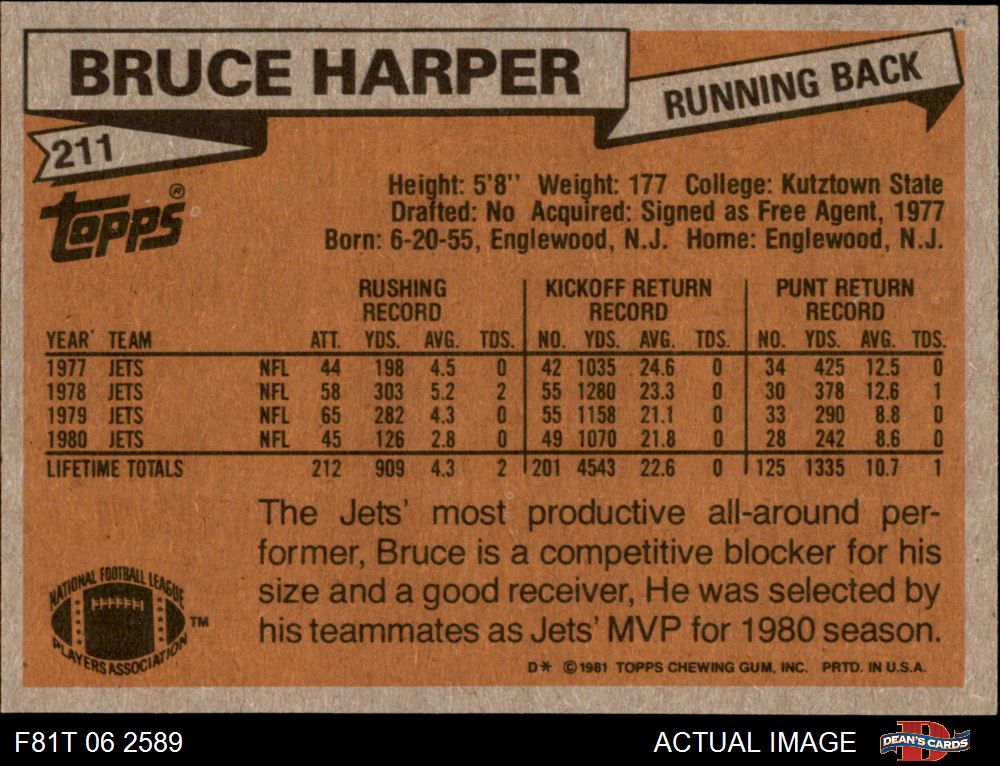 BRUCE HARPER
RUNNING BACK
211
topps®
Height: 5'8'' Weight: 177 College: Kutztown State
Drafted: No Acquired: Signed as Free Agent, 1977
Born: 6-20-55, Englewood, N.J. Home: Englewood, N.J.
RUSHING RECORD KICKOFF RETURN RECORD PUNT RETURN RECORD
YEAR TEAM ATT. YDS. AVG. TDS. NO. YDS. AVG. TDS. NO. YDS. AVG. TDS.
1977 JETS NFL 44 198 4.5 0 42 1035 24.6 0 34 425 12.5 0
1978 JETS NFL 58 303 5.2 2 55 1280 23.3 0 30 378 12.6 1
1979 JETS NFL 65 282 4.3 0 55 1158 21.1 0 33 290 8.8 0
1980 JETS NFL 45 126 2.8 0 49 1070 21.8 0 28 242 8.6 0
LIFETIME TOTALS 212 909 4.3 2 201 4543 22.6 0 125 1335 10.7 1
The Jets' most productive all-around per-
former, Bruce is a competitive blocker for his
size and a good receiver, He was selected by
his teammates as Jets' MVP for 1980 season.
NATIONAL FOOTBALL LEAGUE
PLAYERS ASSOCIATION
TM
D* ©1981 TOPPS CHEWING GUM, INC. PRTD. IN U.S.A.
F81T 06 2589
ACTUAL IMAGE
DEAN'S CARDS